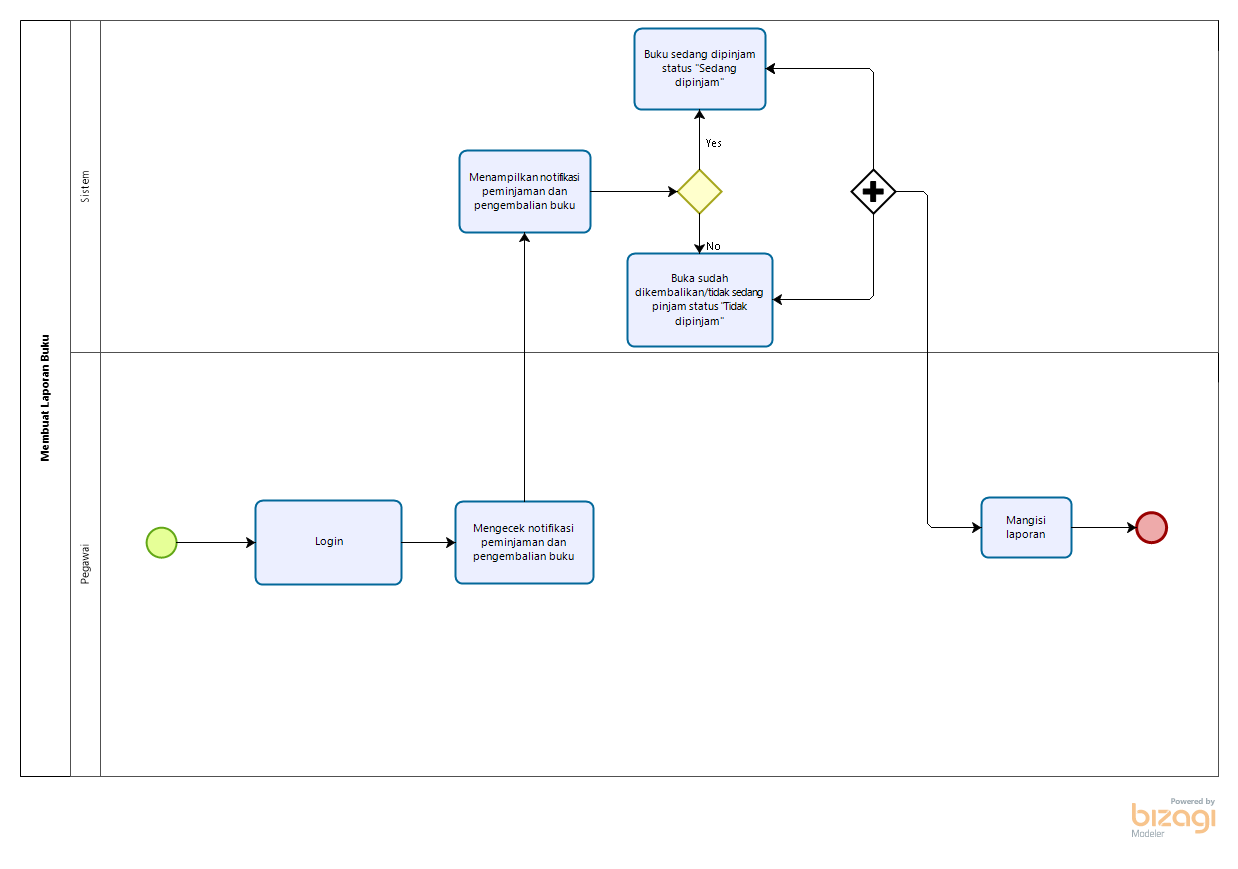 Membuat Laporan Buku
Sistem
Buku sedang dipinjam
status "Sedang
dipinjam"
Yes
Menampilkan notifikasi
peminjaman dan
pengembalian buku
No
Buka sudah
dikembalikan/tidak sedang
pinjam status "Tidak
dipinjam"
Pegawai
Login
Mengecek notifikasi
peminjaman dan
pengembalian buku
Mangisi
laporan
Powered by
bizagi
Modeler